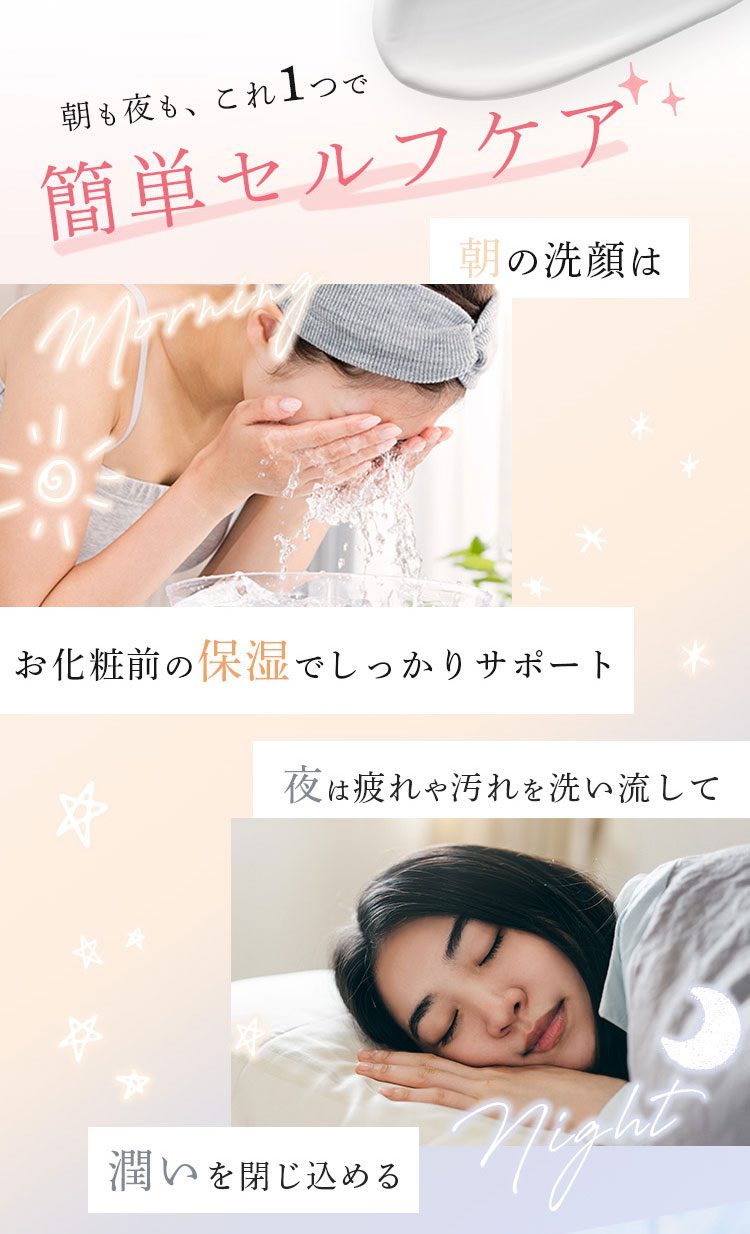 朝も夜も、これ1つで
簡単セルフケア
朝の洗顔は
Morning
お化粧前の保湿でしっかりサポート
夜は疲れや汚れを洗い流して
Night
潤いを閉じ込める